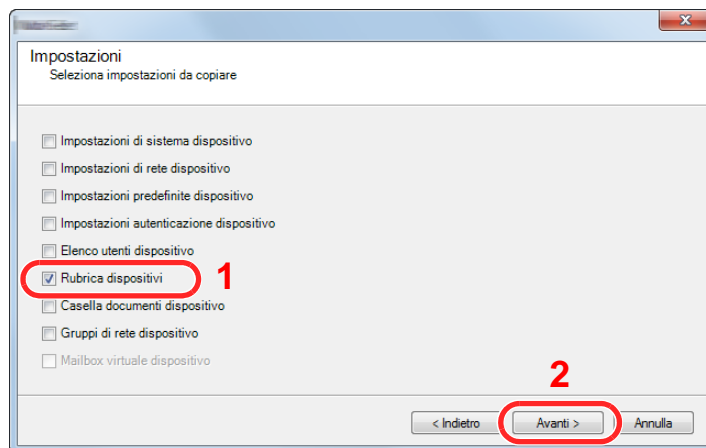 Impostazioni
Seleziona impostazioni da copiare
Impostazioni di sistema dispositivo
Impostazioni di rete dispositivo
Impostazioni predefinite dispositivo
Impostazioni autenticazione dispositivo
Elenco utenti dispositivo
Rubrica dispositivi 1
Casella documenti dispositivo
Gruppi di rete dispositivo
Mailbox virtuale dispositivo
2
< Indietro Avanti > Annulla